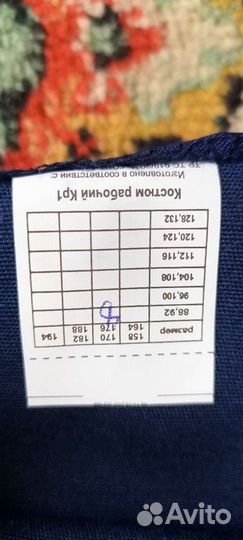 Изготовлено в соответствии с:
Костюм рабочий Кр1
размер 158 164 170 176 182 188 194
88,92
96,100
104,108
112,116
120,124
128,132
Avito